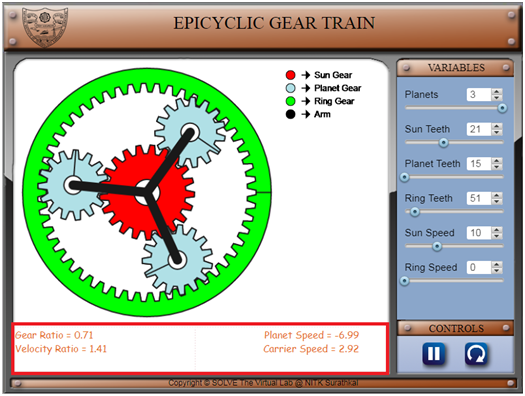 EPICYCLIC GEAR TRAIN
➔ Sun Gear
➔ Planet Gear
➔ Ring Gear
➔ Arm
VARIABLES
Planets 3
Sun Teeth 21
Planet Teeth 15
Ring Teeth 51
Sun Speed 10
Ring Speed 0
Gear Ratio = 0.71
Planet Speed = -6.99
Velocity Ratio = 1.41
Carrier Speed = 2.92
CONTROLS
Copyright © SOLVE The Virtual Lab @ NITK Surathkal